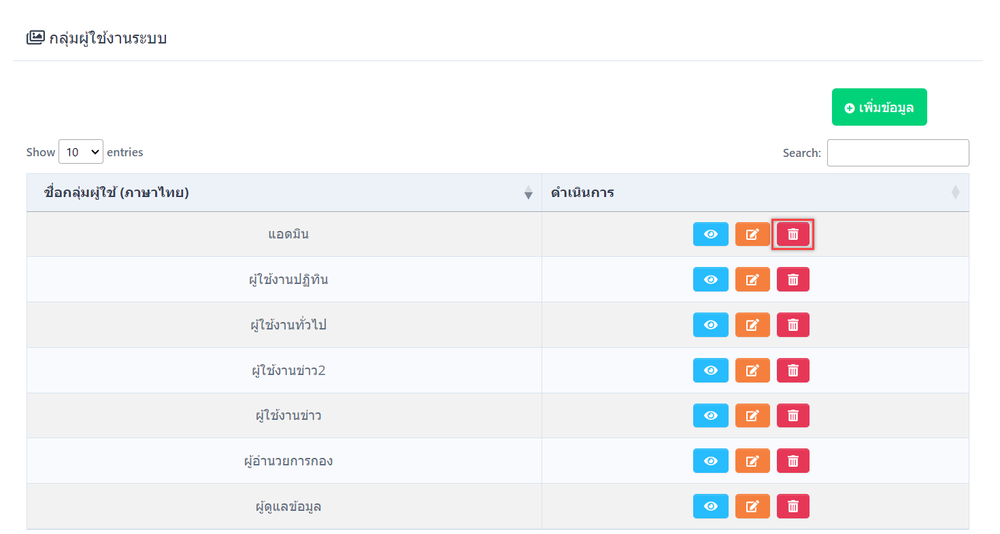 กลุ่มผู้ใช้งานระบบ
เพิ่มข้อมูล
Show 10 entries
Search:
ชื่อกลุ่มผู้ใช้ (ภาษาไทย) ดำเนินการ
แอดมิน
ผู้ใช้งานปฏิทิน
ผู้ใช้งานทั่วไป
ผู้ใช้งานข่าว2
ผู้ใช้งานข่าว
ผู้อำนวยการกอง
ผู้ดูแลข้อมูล